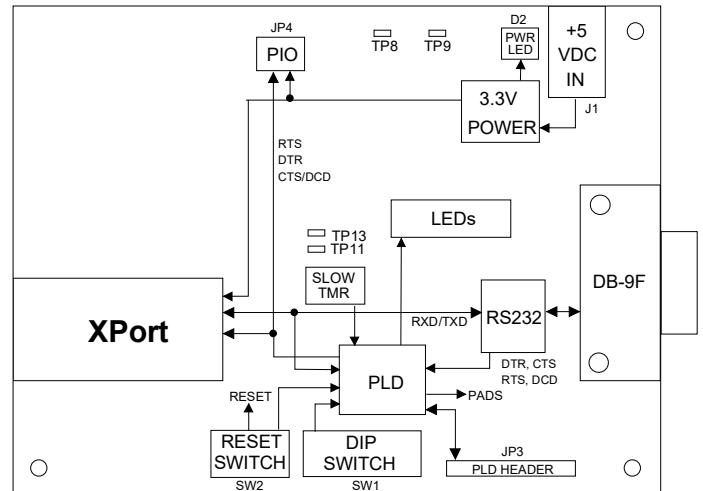 JP4
PIO
TP8
TP9
D2
PWR
LED
+5
VDC
IN
J1
3.3V
POWER
RTS
DTR
CTS/DCD
LEDs
TP13
TP11
SLOW
TMR
DB-9F
XPort
RXD/TXD
RS232
PLD
DTR, CTS
RTS, DCD
PADS
RESET
RESET
SWITCH
SW2
DIP
SWITCH
SW1
JP3
PLD HEADER